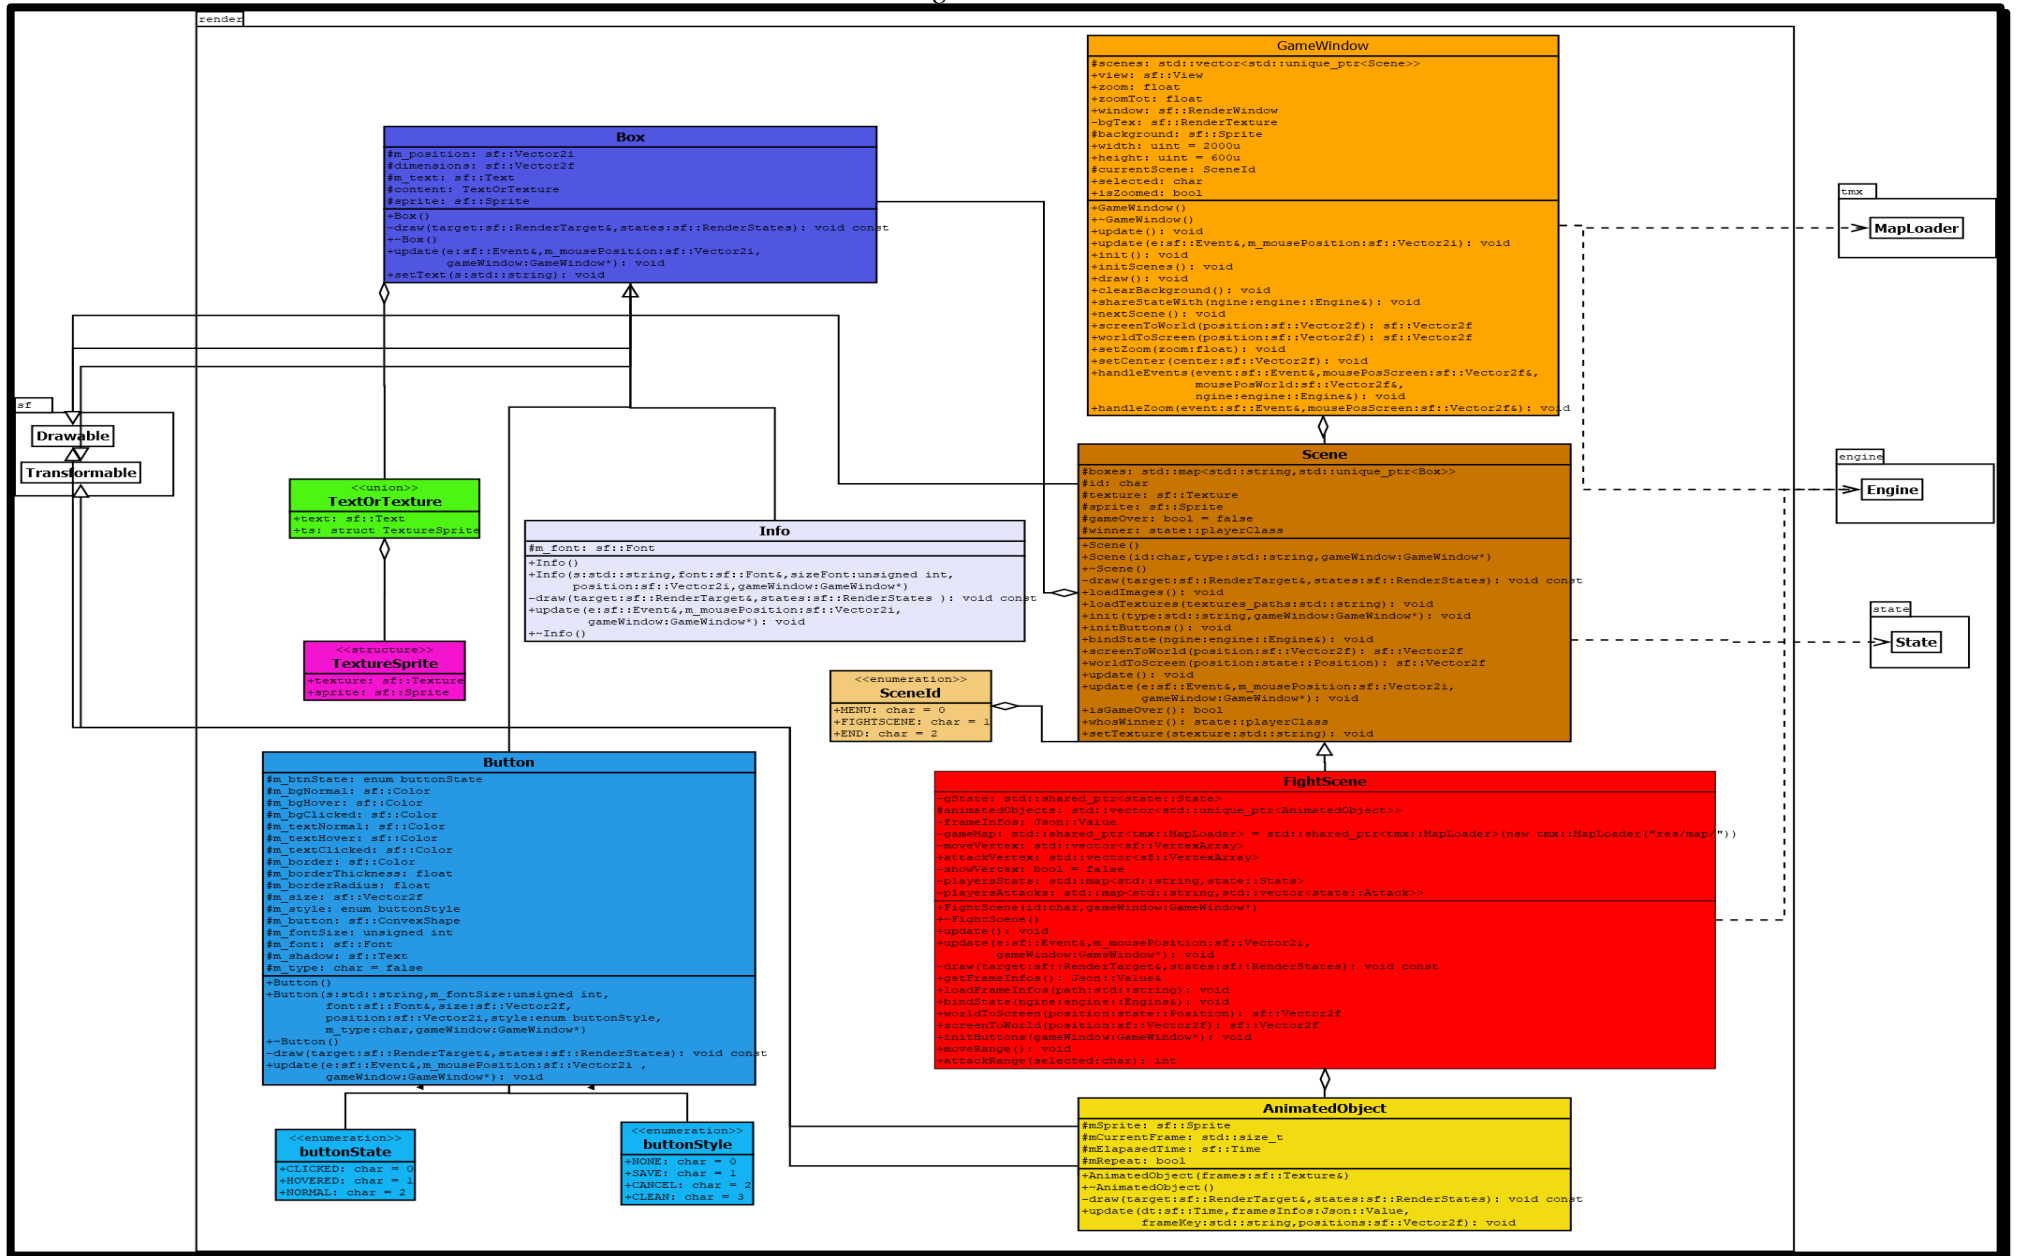 render
GameWindow
#scenes: std::vector<std::unique_ptr<Scene>>
+view: sf::View
+zoom: float
+zoomTot: float
+window: sf::RenderWindow
-bgTex: sf::RenderTexture
#background: sf::Sprite
+width: uint = 2000u
+height: uint = 600u
#currentScene: SceneId
+selected: char
+isZoomed: bool
+GameWindow()
+~GameWindow()
+update(): void
+update(e:sf::Event&,m_mousePosition:sf::Vector2i): void
+init(): void
+initScenes(): void
+draw(): void
+clearBackground(): void
+shareStateWith(ngine:engine::Engine&): void
+nextScene(): void
+screenToWorld(position:sf::Vector2f): sf::Vector2f
+worldToScreen(position:sf::Vector2f): sf::Vector2f
+setZoom(zoom:float): void
+setCenter(center:sf::Vector2f): void
+handleEvents(event:sf::Event&,mousePosScreen:sf::Vector2f&,
mousePosWorld:sf::Vector2f&,
ngine:engine::Engine&): void
+handleZoom(event:sf::Event&,mousePosScreen:sf::Vector2f&): void
Box
#m_position: sf::Vector2i
#dimensions: sf::Vector2f
#m_text: sf::Text
#content: TextOrTexture
#sprite: sf::Sprite
+Box()
-draw(target:sf::RenderTarget&,states:sf::RenderStates): void const
+~Box()
+update(e:sf::Event&,m_mousePosition:sf::Vector2i,
gameWindow:GameWindow*): void
+setText(s:std::string): void
tmx
MapLoader
sf
Drawable
Transformable
<<union>>
TextOrTexture
+text: sf::Text
+ts: struct TextureSprite
Info
#m_font: sf::Font
+Info()
+Info(s:std::string,font:sf::Font&,sizeFont:unsigned int,
position:sf::Vector2i,gameWindow:GameWindow*)
-draw(target:sf::RenderTarget&,states:sf::RenderStates ): void const
+update(e:sf::Event&,m_mousePosition:sf::Vector2i,
gameWindow:GameWindow*): void
+~Info()
Scene
#boxes: std::map<std::string,std::unique_ptr<Box>>
#id: char
#texture: sf::Texture
#sprite: sf::Sprite
#gameOver: bool = false
#winner: state::playerClass
+Scene()
+Scene(id:char,type:std::string,gameWindow:GameWindow*)
+~Scene()
-draw(target:sf::RenderTarget&,states:sf::RenderStates): void const
+loadImages(): void
+loadTextures(textures_paths:std::string): void
+init(type:std::string,gameWindow:GameWindow*): void
+initButtons(): void
+bindState(ngine:engine::Engine&): void
+screenToWorld(position:sf::Vector2f): sf::Vector2f
+worldToScreen(position:state::Position): sf::Vector2f
+update(): void
+update(e:sf::Event&,m_mousePosition:sf::Vector2i,
gameWindow:GameWindow*): void
+isGameOver(): bool
+whosWinner(): state::playerClass
+setTexture(stexture:std::string): void
engine
Engine
state
State
<<structure>>
TextureSprite
+texture: sf::Texture
+sprite: sf::Sprite
<<enumeration>>
SceneId
+MENU: char = 0
+FIGHTSCENE: char = 1
+END: char = 2
Button
#m_btnState: enum buttonState
#m_bgNormal: sf::Color
#m_bgHover: sf::Color
#m_bgClicked: sf::Color
#m_textNormal: sf::Color
#m_textHover: sf::Color
#m_textClicked: sf::Color
#m_border: sf::Color
#m_borderThickness: float
#m_borderRadius: float
#m_size: sf::Vector2f
#m_style: enum buttonStyle
#m_button: sf::ConvexShape
#m_fontSize: unsigned int
#m_font: sf::Font
#m_shadow: sf::Text
#m_type: char = false
+Button()
+Button(s:std::string,m_fontSize:unsigned int,
font:sf::Font&,size:sf::Vector2f,
position:sf::Vector2i,style:enum buttonStyle,
m_type:char,gameWindow:GameWindow*)
+~Button()
-draw(target:sf::RenderTarget&,states:sf::RenderStates): void const
+update(e:sf::Event&,m_mousePosition:sf::Vector2i ,
gameWindow:GameWindow*): void
FightScene
-gState: std::shared_ptr<state::State>
#animatedObjects: std::vector<std::unique_ptr<AnimatedObject>>
-frameInfos: Json::Value
-gameMap: std::shared_ptr<tmx::MapLoader> = std::shared_ptr<tmx::MapLoader>(new tmx::MapLoader("res/map/"))
-moveVertex: std::vector<sf::VertexArray>
+attackVertex: std::vector<sf::VertexArray>
-showVertex: bool = false
-playersStats: std::map<std::string,state::Stats>
-playersAttacks: std::map<std::string,std::vector<state::Attack>>
+FightScene(id:char,gameWindow:GameWindow*)
+~FightScene()
+update(): void
+update(e:sf::Event&,m_mousePosition:sf::Vector2i,
gameWindow:GameWindow*): void
-draw(target:sf::RenderTarget&,states:sf::RenderStates): void const
+getFrameInfos(): Json::Value&
+loadFrameInfos(path:std::string): void
+bindState(ngine:engine::Engine&): void
+worldToScreen(position:state::Position): sf::Vector2f
+screenToWorld(position:sf::Vector2f): sf::Vector2f
+initButtons(gameWindow:GameWindow*): void
+moveRange(): void
+attackRange(selected:char): int
<<enumeration>>
buttonState
+CLICKED: char = 0
+HOVERED: char = 1
+NORMAL: char = 2
<<enumeration>>
buttonStyle
+NONE: char = 0
+SAVE: char = 1
+CANCEL: char = 2
+CLEAN: char = 3
AnimatedObject
#mSprite: sf::Sprite
#mCurrentFrame: std::size_t
#mElapasedTime: sf::Time
#mRepeat: bool
+AnimatedObject(frames:sf::Texture&)
+~AnimatedObject()
-draw(target:sf::RenderTarget&,states:sf::RenderStates): void const
+update(dt:sf::Time,framesInfos:Json::Value,
frameKey:std::string,positions:sf::Vector2f): void